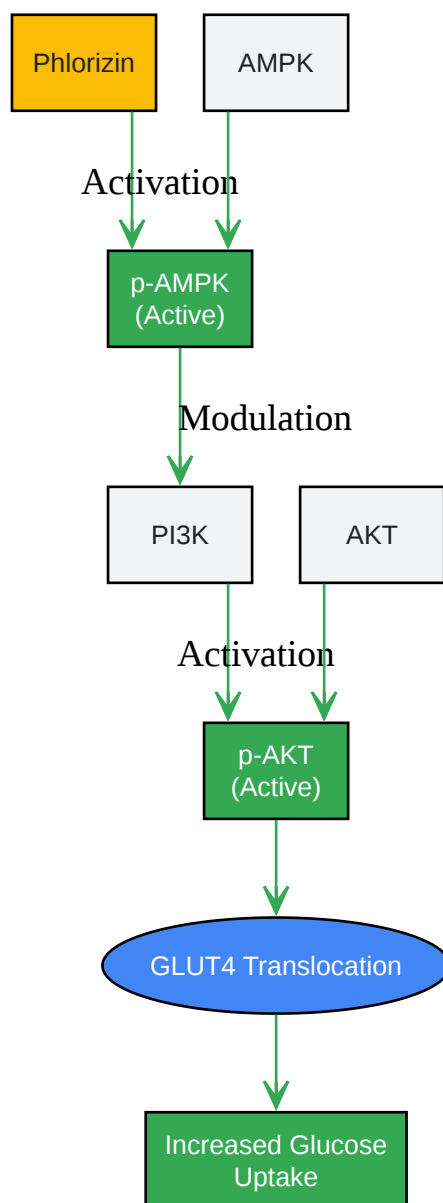 Phlorizin
AMPK
Activation
p-AMPK
(Active)
Modulation
PI3K
AKT
Activation
p-AKT
(Active)
GLUT4 Translocation
Increased Glucose
Uptake